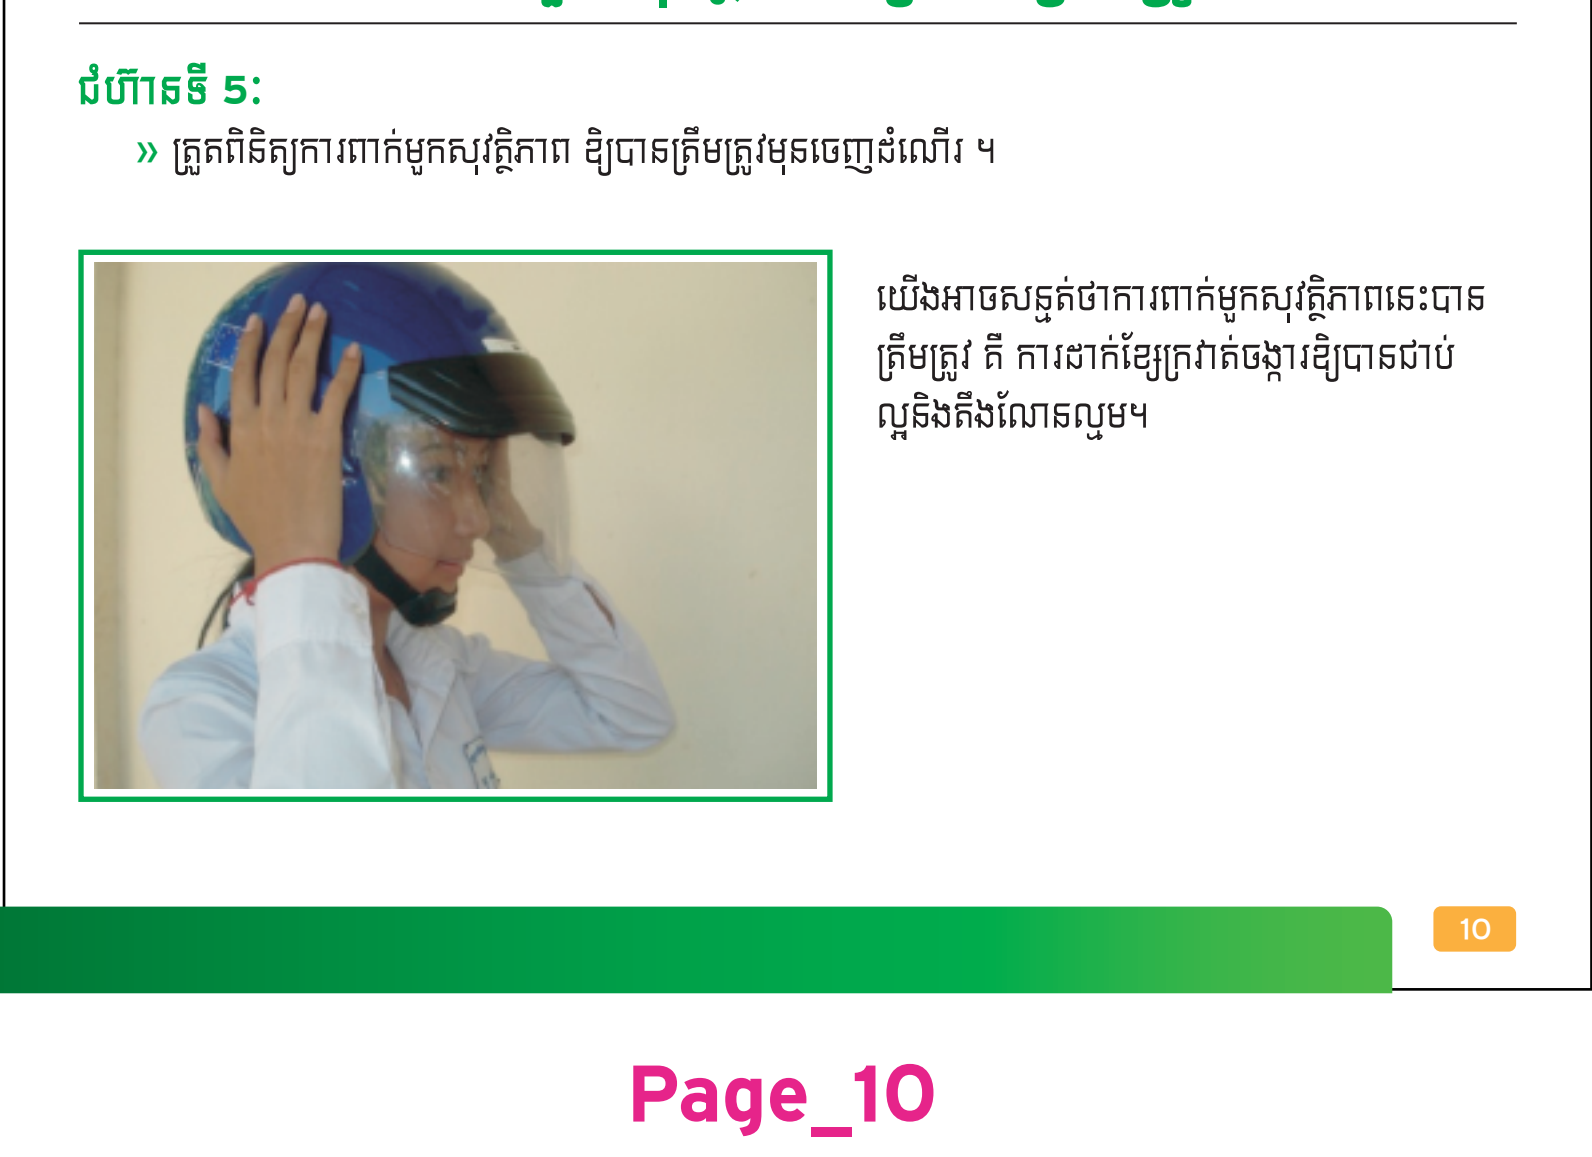 ជំហ៊ានទី 5:
» ត្រួតពិនិត្យការពាក់មួកសុវត្ថិភាព ឱ្យបានត្រឹមត្រូវមុនចេញដំណើរ ។
យើងអាចសន្មត់ថាការពាក់មួកសុវត្ថិភាពនេះបាន
ត្រឹមត្រូវ គឺ ការដាក់ខ្សែក្រវាត់ចង្ការឱ្យបានជាប់
ល្អនិងតឹងណែនល្មម។
10
Page_10